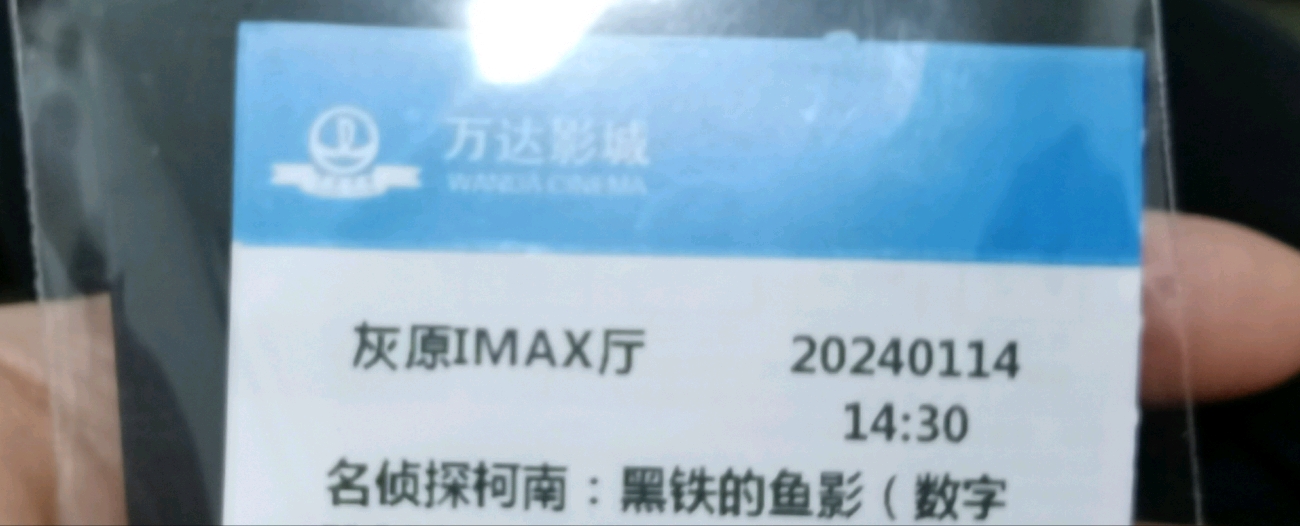 万达影城
WANDA CINEMA
灰原IMAX厅 20240114
14:30
名侦探柯南：黑铁的鱼影（数字